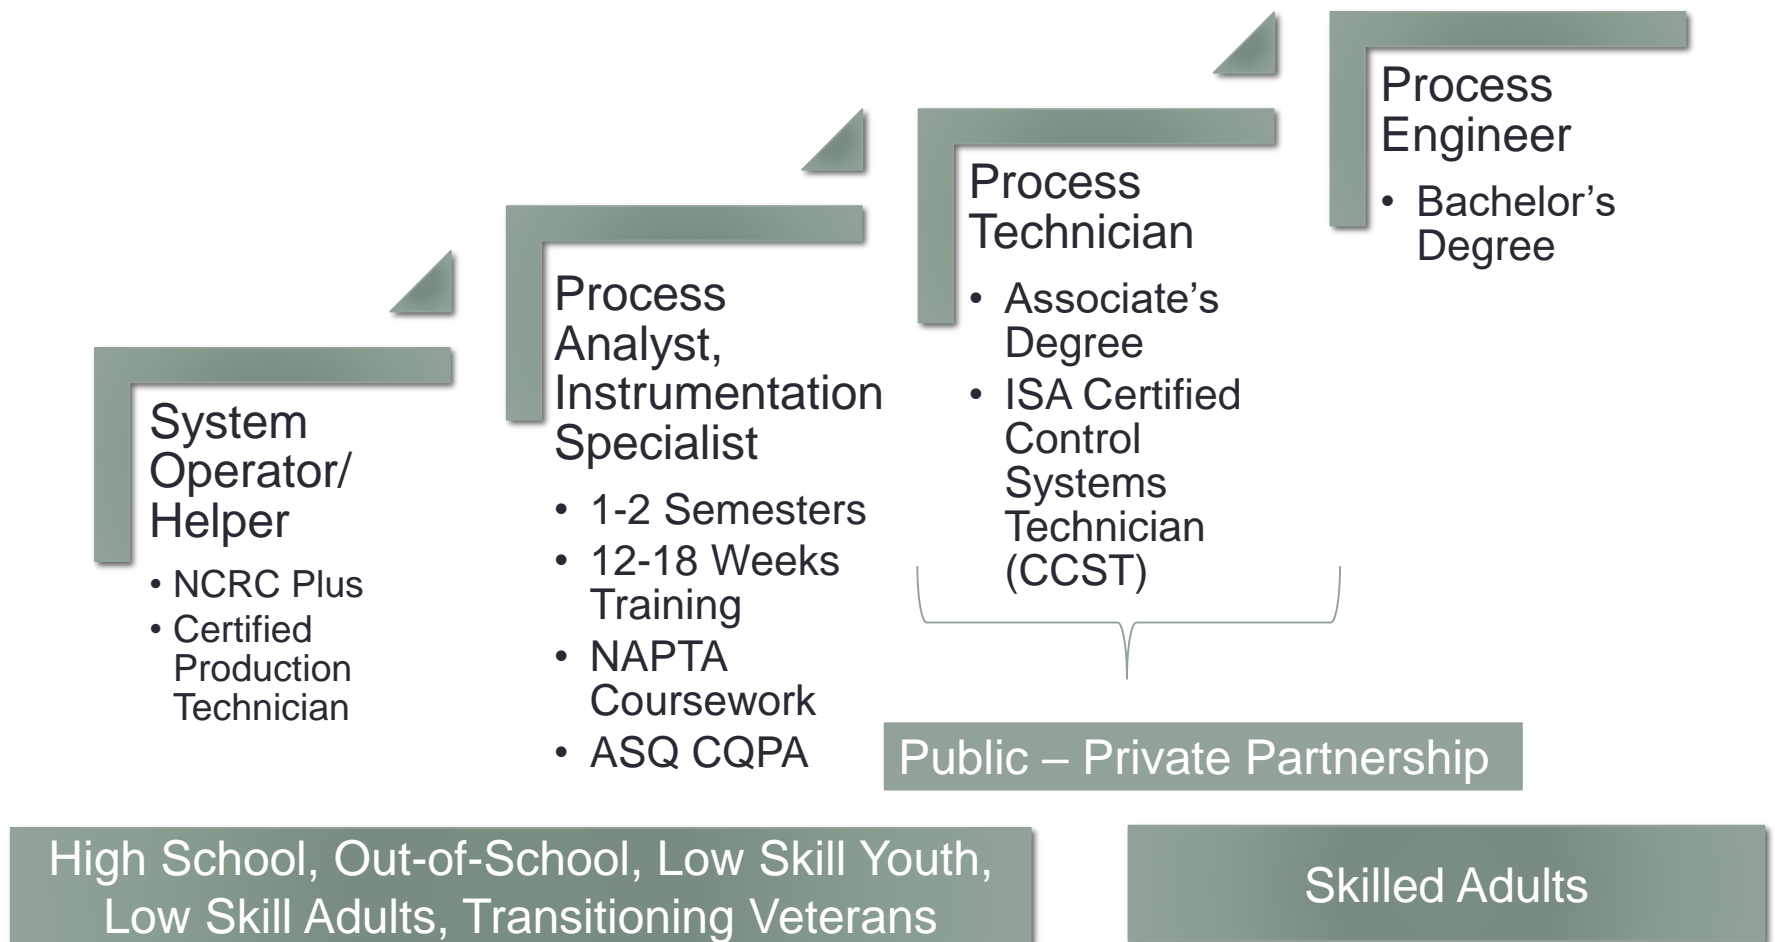 System
Operator/
Helper
• NCRC Plus
• Certified
Production
Technician
Process
Analyst,
Instrumentation
Specialist
• 1-2 Semesters
• 12-18 Weeks
Training
• NAPTA
Coursework
• ASQ CQPA
Process
Technician
• Associate’s
Degree
• ISA Certified
Control
Systems
Technician
(CCST)
Process
Engineer
• Bachelor’s
Degree
Public – Private Partnership
High School, Out-of-School, Low Skill Youth,
Low Skill Adults, Transitioning Veterans
Skilled Adults